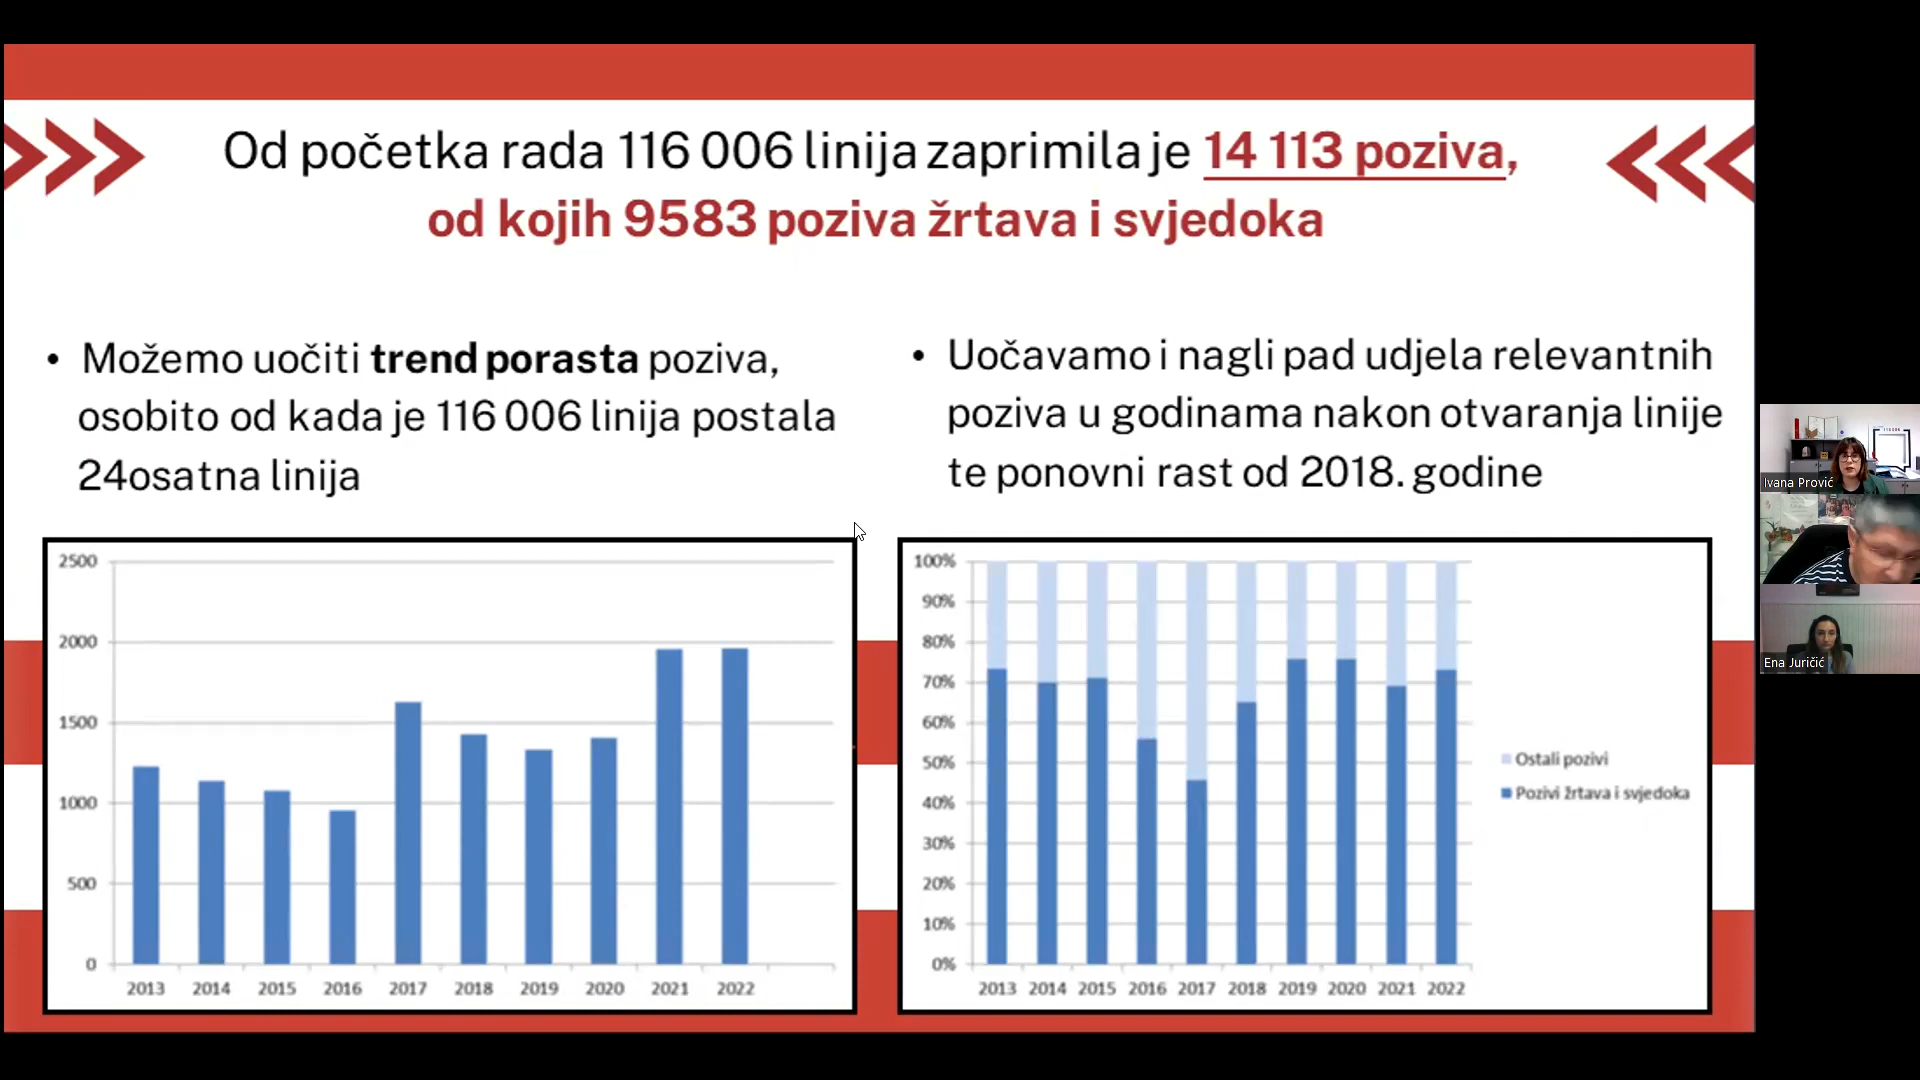 Od početka rada 116 006 linija zaprimila je 14 113 poziva,
od kojih 9583 poziva žrtava i svjedoka
• Možemo uočiti trend porasta poziva,
osobito od kada je 116 006 linija postala
24osatna linija
• Uočavamo i nagli pad udjela relevantnih
poziva u godinama nakon otvaranja linije
te ponovni rast od 2018. godine
2500
2000
1500
1000
500
0
2013 2014 2015 2016 2017 2018 2019 2020 2021 2022
100%
90%
80%
70%
60%
50%
40%
30%
20%
10%
0%
2013 2014 2015 2016 2017 2018 2019 2020 2021 2022
Ostali pozivi
Pozivi žrtava i svjedoka
Ivana Prović
Ena Juričić